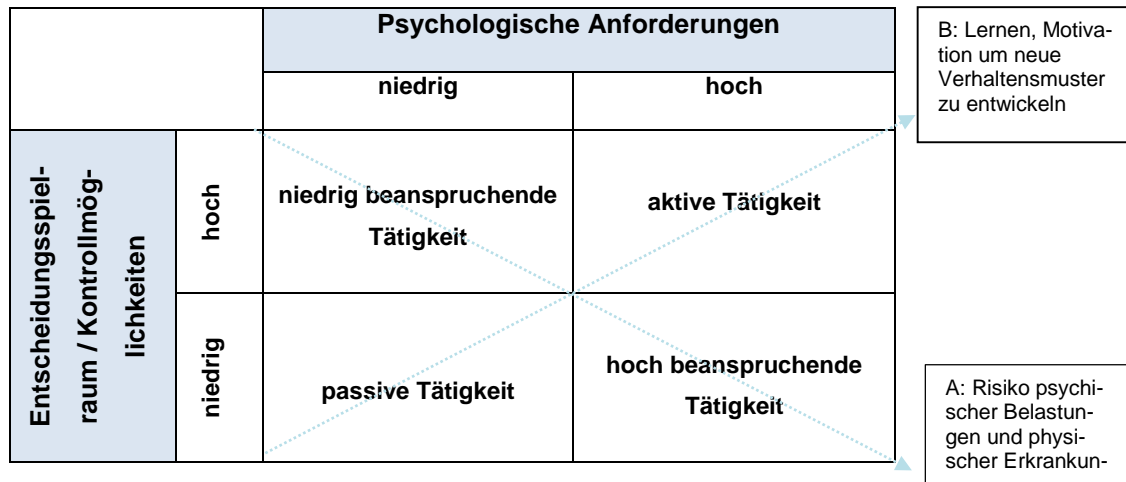 Psychologische Anforderungen
niedrig
hoch
B: Lernen, Motiva-
tion um neue
Verhaltensmuster
zu entwickeln
Entscheidungsspiel-
raum / Kontrollmög-
lichkeiten
hoch
niedrig beanspruchende
Tätigkeit
aktive Tätigkeit
niedrig
passive Tätigkeit
hoch beanspruchende
Tätigkeit
A: Risiko psychi-
scher Belastun-
gen und physi-
scher Erkrankun-